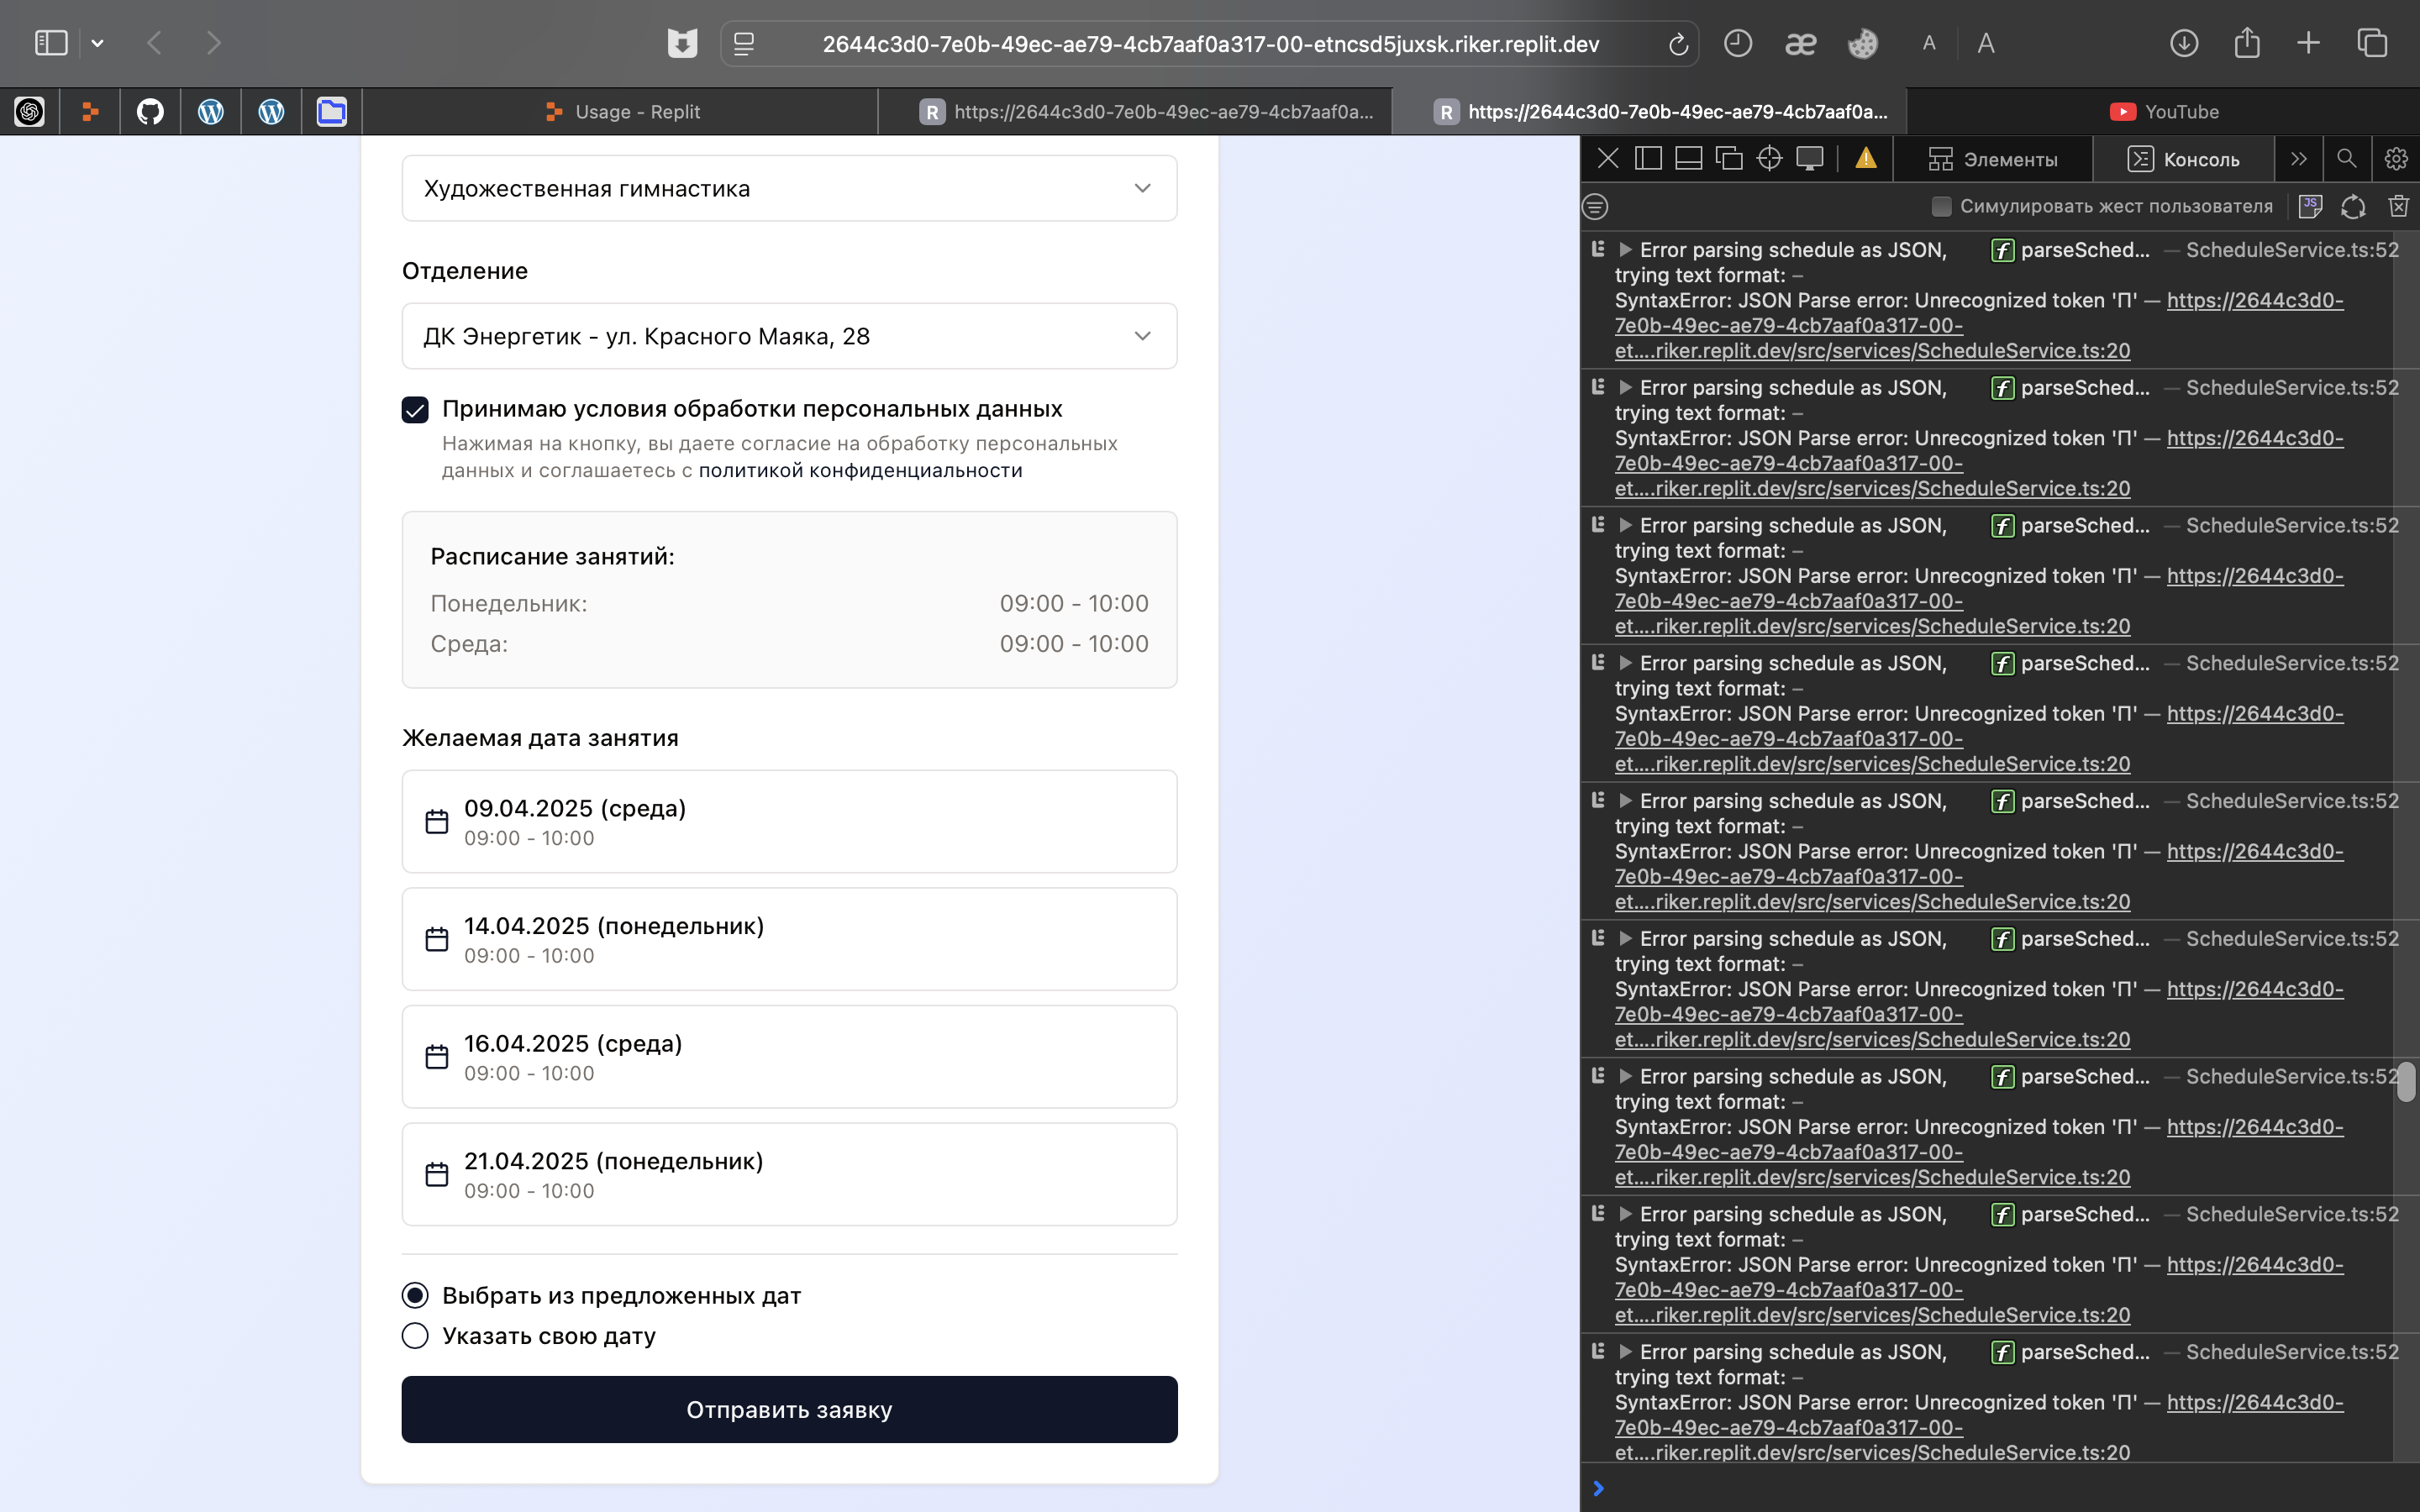 2644c3d0-7e0b-49ec-ae79-4cb7aaf0a317-00-etncsd5juxsk.riker.replit.dev
æ
A
A
Usage - Replit
R https://2644c3d0-7e0b-49ec-ae79-4cb7aaf0a...
R https://2644c3d0-7e0b-49ec-ae79-4cb7aaf0a...
YouTube
Художественная гимнастика
Отделение
ДК Энергетик - ул. Красного Маяка, 28
Принимаю условия обработки персональных данных
Нажимая на кнопку, вы даете согласие на обработку персональных
данных и соглашаетесь с политикой конфиденциальности
Расписание занятий:
Понедельник: 09:00 - 10:00
Среда: 09:00 - 10:00
Желаемая дата занятия
09.04.2025 (среда)
09:00 - 10:00
14.04.2025 (понедельник)
09:00 - 10:00
16.04.2025 (среда)
09:00 - 10:00
21.04.2025 (понедельник)
09:00 - 10:00
Выбрать из предложенных дат
Указать свою дату
Отправить заявку
Элементы
Консоль
Симулировать жест пользователя
JS
Error parsing schedule as JSON, f parseSched... — ScheduleService.ts:52
trying text format: –
SyntaxError: JSON Parse error: Unrecognized token 'П' — https://2644c3d0-
7e0b-49ec-ae79-4cb7aaf0a317-00-
et….riker.replit.dev/src/services/ScheduleService.ts:20
Error parsing schedule as JSON, f parseSched... — ScheduleService.ts:52
trying text format: –
SyntaxError: JSON Parse error: Unrecognized token 'П' — https://2644c3d0-
7e0b-49ec-ae79-4cb7aaf0a317-00-
et….riker.replit.dev/src/services/ScheduleService.ts:20
Error parsing schedule as JSON, f parseSched... — ScheduleService.ts:52
trying text format: –
SyntaxError: JSON Parse error: Unrecognized token 'П' — https://2644c3d0-
7e0b-49ec-ae79-4cb7aaf0a317-00-
et….riker.replit.dev/src/services/ScheduleService.ts:20
Error parsing schedule as JSON, f parseSched... — ScheduleService.ts:52
trying text format: –
SyntaxError: JSON Parse error: Unrecognized token 'П' — https://2644c3d0-
7e0b-49ec-ae79-4cb7aaf0a317-00-
et….riker.replit.dev/src/services/ScheduleService.ts:20
Error parsing schedule as JSON, f parseSched... — ScheduleService.ts:52
trying text format: –
SyntaxError: JSON Parse error: Unrecognized token 'П' — https://2644c3d0-
7e0b-49ec-ae79-4cb7aaf0a317-00-
et….riker.replit.dev/src/services/ScheduleService.ts:20
Error parsing schedule as JSON, f parseSched... — ScheduleService.ts:52
trying text format: –
SyntaxError: JSON Parse error: Unrecognized token 'П' — https://2644c3d0-
7e0b-49ec-ae79-4cb7aaf0a317-00-
et….riker.replit.dev/src/services/ScheduleService.ts:20
Error parsing schedule as JSON, f parseSched... — ScheduleService.ts:52
trying text format: –
SyntaxError: JSON Parse error: Unrecognized token 'П' — https://2644c3d0-
7e0b-49ec-ae79-4cb7aaf0a317-00-
et….riker.replit.dev/src/services/ScheduleService.ts:20
Error parsing schedule as JSON, f parseSched... — ScheduleService.ts:52
trying text format: –
SyntaxError: JSON Parse error: Unrecognized token 'П' — https://2644c3d0-
7e0b-49ec-ae79-4cb7aaf0a317-00-
et….riker.replit.dev/src/services/ScheduleService.ts:20
Error parsing schedule as JSON, f parseSched... — ScheduleService.ts:52
trying text format: –
SyntaxError: JSON Parse error: Unrecognized token 'П' — https://2644c3d0-
7e0b-49ec-ae79-4cb7aaf0a317-00-
et….riker.replit.dev/src/services/ScheduleService.ts:20